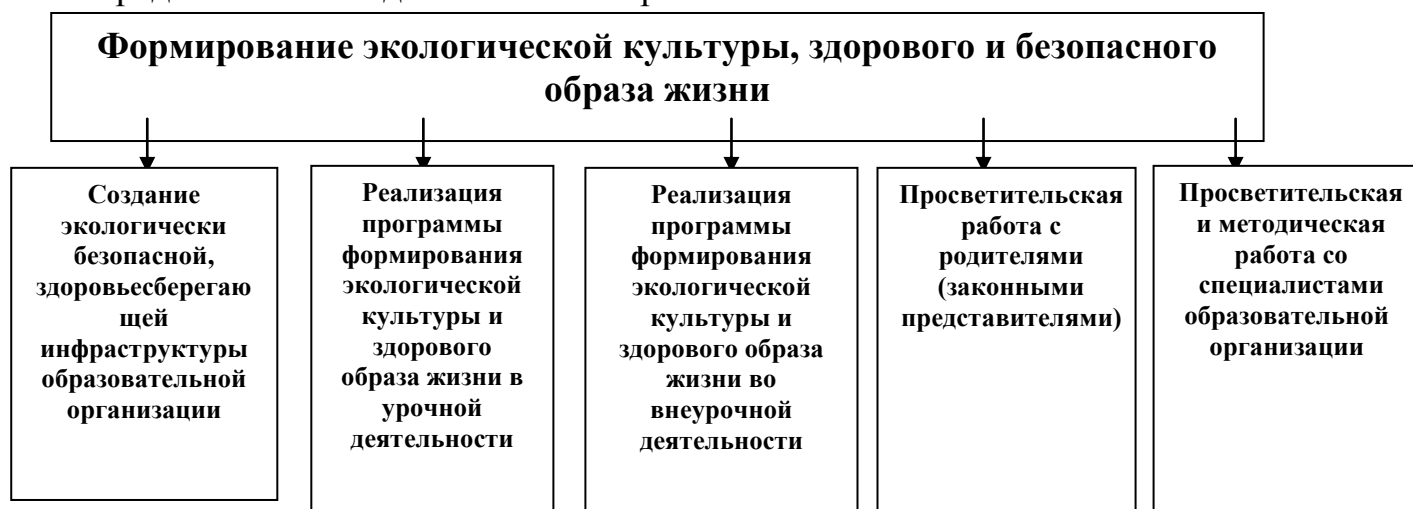 Формирование экологической культуры, здорового и безопасного
образа жизни
Создание
экологически
безопасной,
здоровьесберегаю
щей
инфраструктуры
образовательной
организации
Реализация
программы
формирования
экологической
культуры и
здорового
образа жизни в
урочной
деятельности
Реализация
программы
формирования
экологической
культуры и
здорового образа
жизни во
внеурочной
деятельности
Просветительская
работа с
родителями
(законными
представителями)
Просветительская
и методическая
работа со
специалистами
образовательной
организации